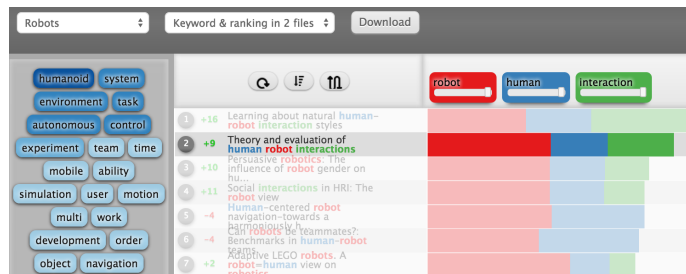 Robots Keyword & ranking in 2 files Download
humanoid system
environment task
autonomous control
experiment team time
mobile ability
simulation user motion
multi work
development order
object navigation
robot human interaction
1 +16 Learning about natural human-
robot interaction styles
2 +9 Theory and evaluation of
human robot interactions
3 +10 Persuasive robotics: The
influence of robot gender on
hu...
4 +11 Social interactions in HRI: The
robot view
5 -4 Human-centered robot
navigation-towards a
harmoniously h...
6 -4 Can robots be teammates?:
Benchmarks in human-robot
teams
7 +2 Adaptive LEGO robots. A
robot=human view on
robotics